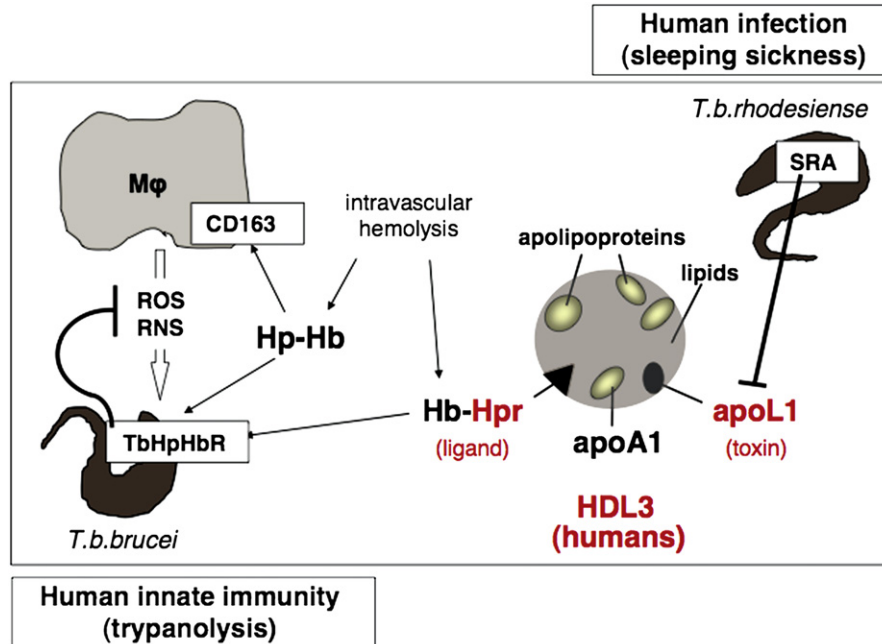 Human infection
(sleeping sickness)
T.b.rhodesiense
SRA
Mφ
CD163
intravascular
hemolysis
apolipoproteins
lipids
ROS
RNS
Hp-Hb
Hb-Hpr
(ligand)
apoA1
apoL1
(toxin)
TbHpHbR
T.b.brucei
HDL3
(humans)
Human innate immunity
(trypanolysis)